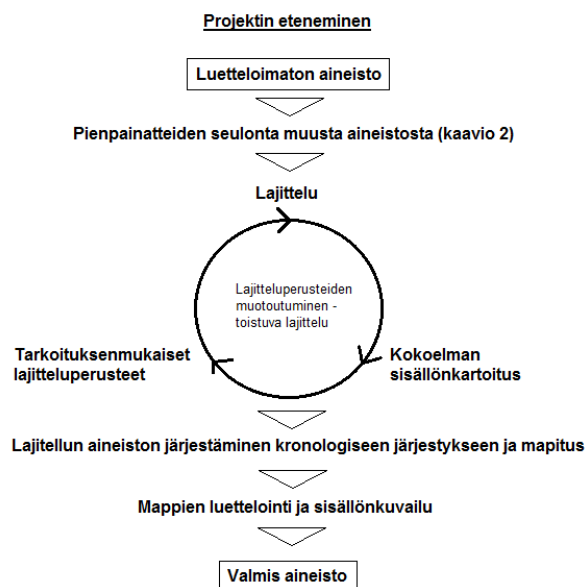 Projektin eteneminen
Luetteloimaton aineisto
Pienpainatteiden seulonta muusta aineistosta (kaavio 2)
Lajittelu
Lajitteluperusteiden
muotoutuminen -
toistuva lajittelu
Tarkoituksenmukaiset
lajitteluperusteet
Kokoelman
sisällönkartoitus
Lajitellun aineiston järjestäminen kronologiseen järjestykseen ja mapitus
Mappien luettelointi ja sisällönkuvailu
Valmis aineisto